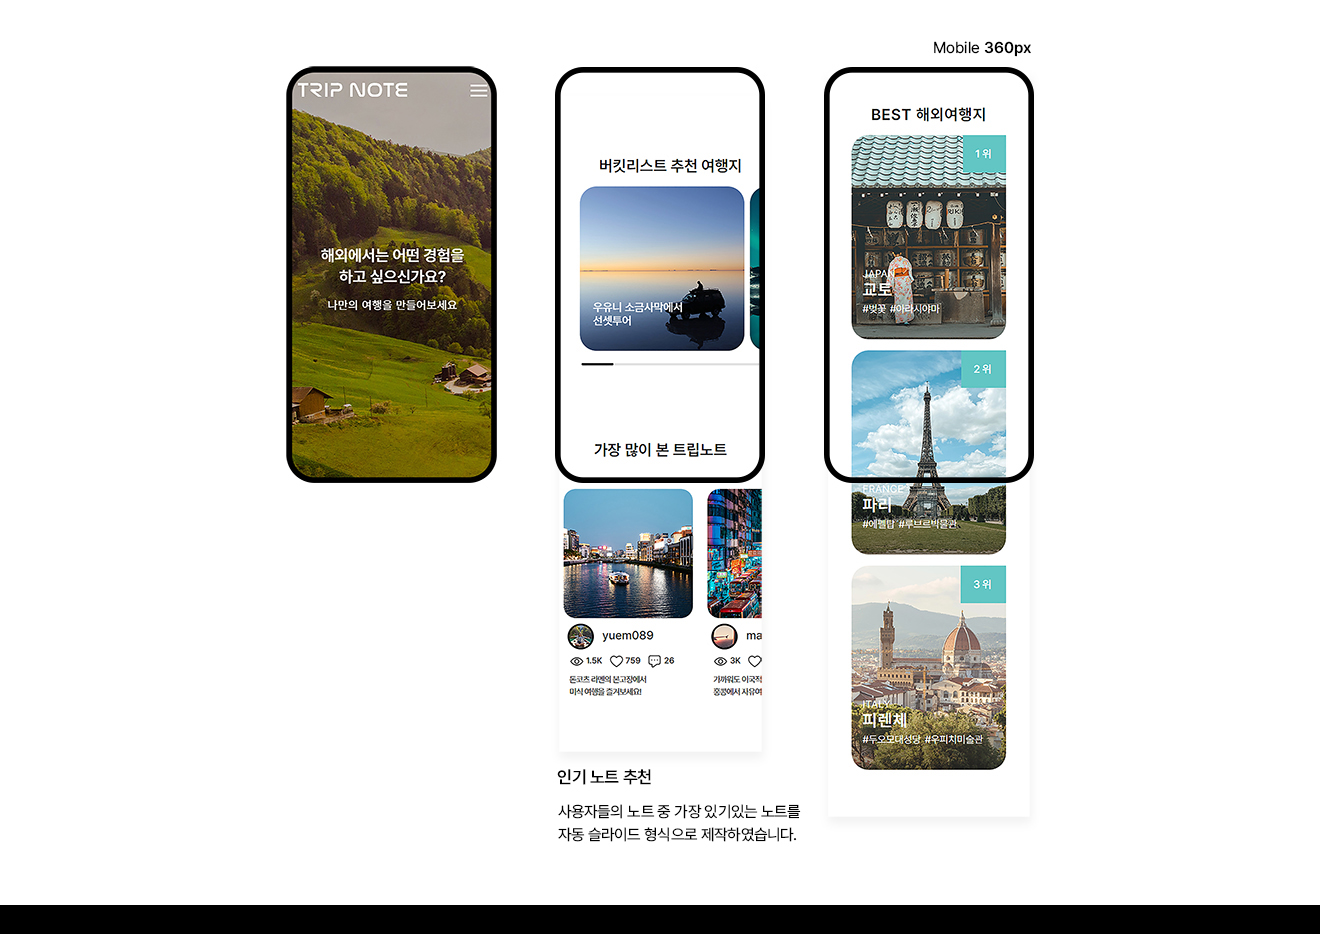 Mobile 360px
TRIP NOTE
해외에서는 어떤 경험을
하고 싶으신가요?
나만의 여행을 만들어보세요
버킷리스트 추천 여행지
우유니 소금사막에서
선셋투어
가장 많이 본 트립노트
yuem089
1.5K 759 26
돈코츠 라멘의 본고장에서
미식 여행을 즐겨보세요!
ma
3K
가까워도 이국적
홍콩에서 자유여
인기 노트 추천
사용자들의 노트 중 가장 있기있는 노트를
자동 슬라이드 형식으로 제작하였습니다.
BEST 해외여행지
1 위
JAPAN
교토
#벚꽃 #아라시야마
2 위
FRANCE
파리
#에펠탑 #루브르박물관
3 위
ITALY
피렌체
#두오모대성당 #우피치미술관